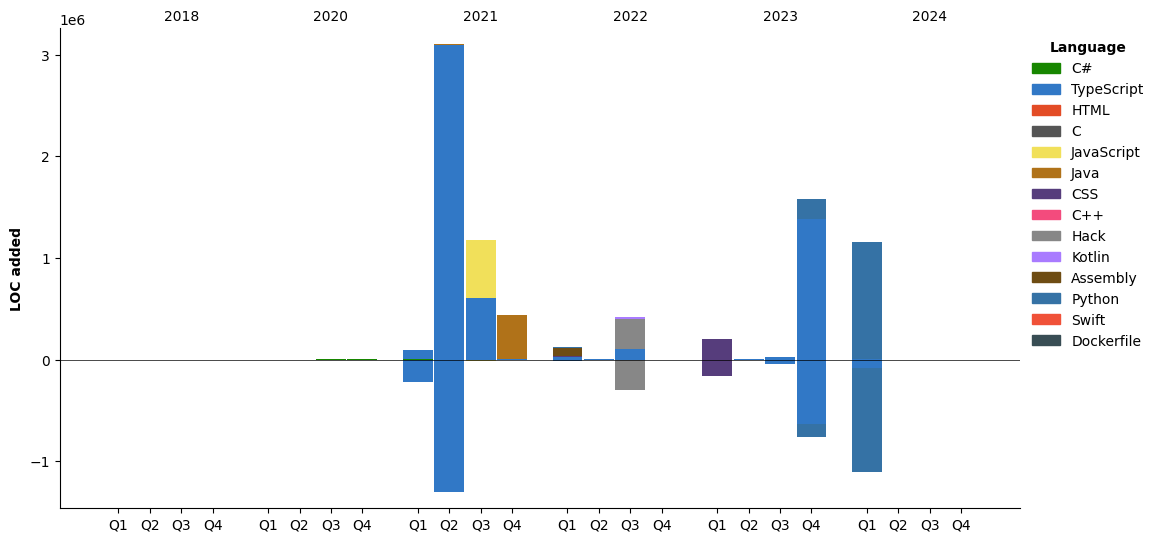 1e6
2018 2020 2021 2022 2023 2024
Language
C#
TypeScript
HTML
C
JavaScript
Java
CSS
C++
Hack
Kotlin
Assembly
Python
Swift
Dockerfile
LOC added
3
2
1
0
−1
Q1 Q2 Q3 Q4 Q1 Q2 Q3 Q4 Q1 Q2 Q3 Q4 Q1 Q2 Q3 Q4 Q1 Q2 Q3 Q4 Q1 Q2 Q3 Q4